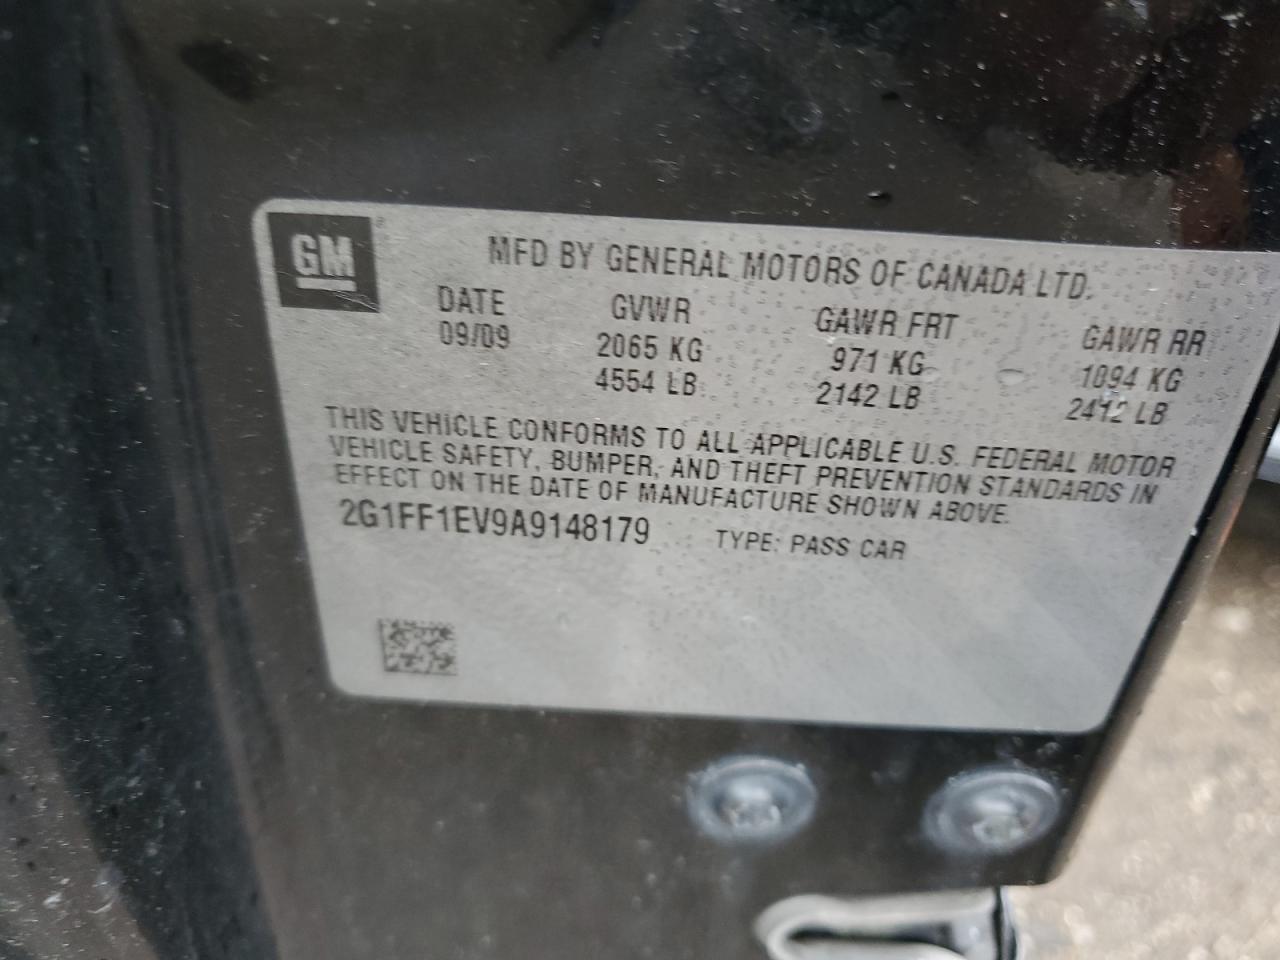 GM
MFD BY GENERAL MOTORS OF CANADA LTD.
DATE GVWR GAWR FRT GAWR RR
09/09 2065 KG 971 KG 1094 KG
4554 LB 2142 LB 2412 LB
THIS VEHICLE CONFORMS TO ALL APPLICABLE U.S. FEDERAL MOTOR
VEHICLE SAFETY, BUMPER, AND THEFT PREVENTION STANDARDS IN
EFFECT ON THE DATE OF MANUFACTURE SHOWN ABOVE.
2G1FF1EV9A9148179 TYPE: PASS CAR